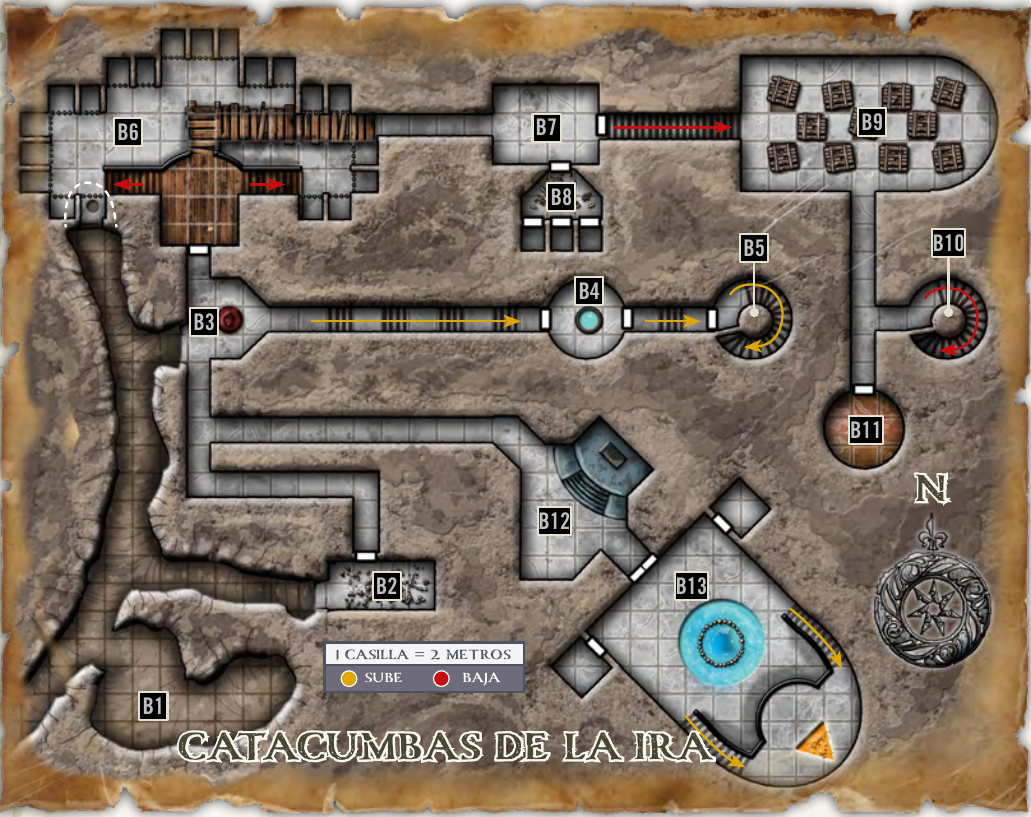 B6
B7
B9
B8
B5
B10
B4
B3
B11
N
B12
B2
B13
1 CASILLA = 2 METROS
SUBE BAJA
B1
CATACUMBAS DE LA IRA